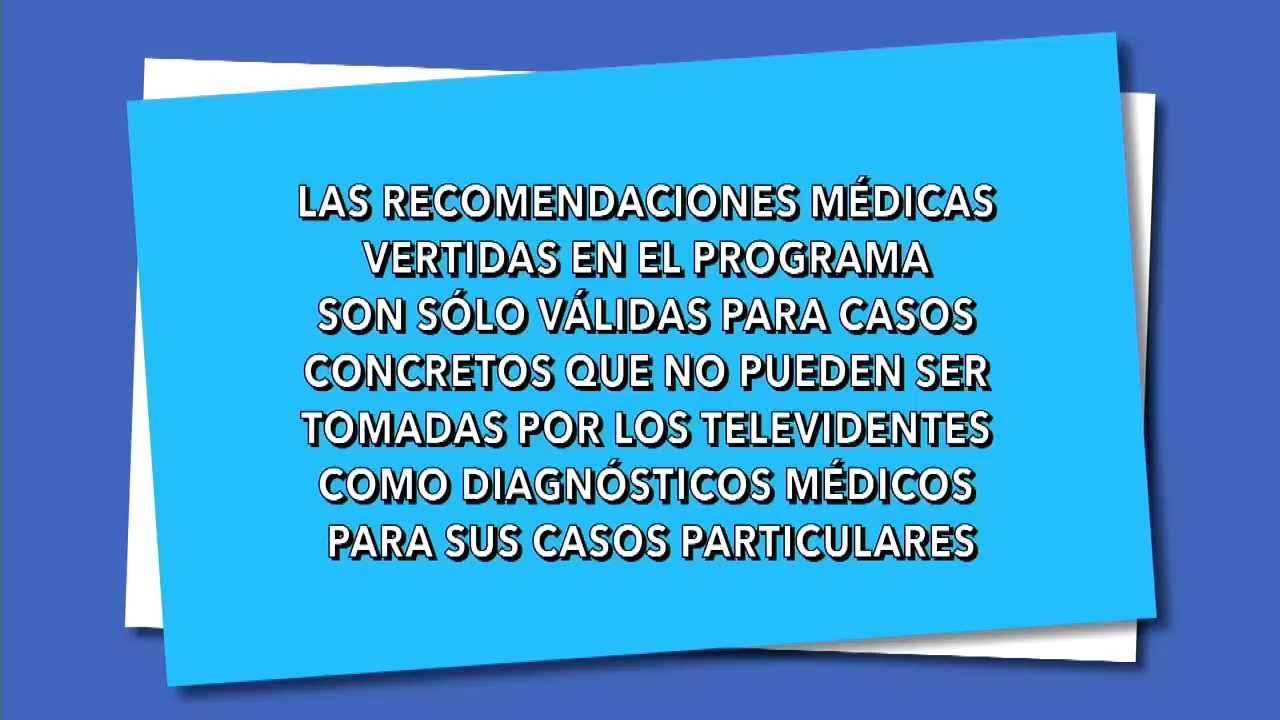 LAS RECOMENDACIONES MÉDICAS
VERTIDAS EN EL PROGRAMA
SON SÓLO VÁLIDAS PARA CASOS
CONCRETOS QUE NO PUEDEN SER
TOMADAS POR LOS TELEVIDENTES
COMO DIAGNÓSTICOS MÉDICOS
PARA SUS CASOS PARTICULARES